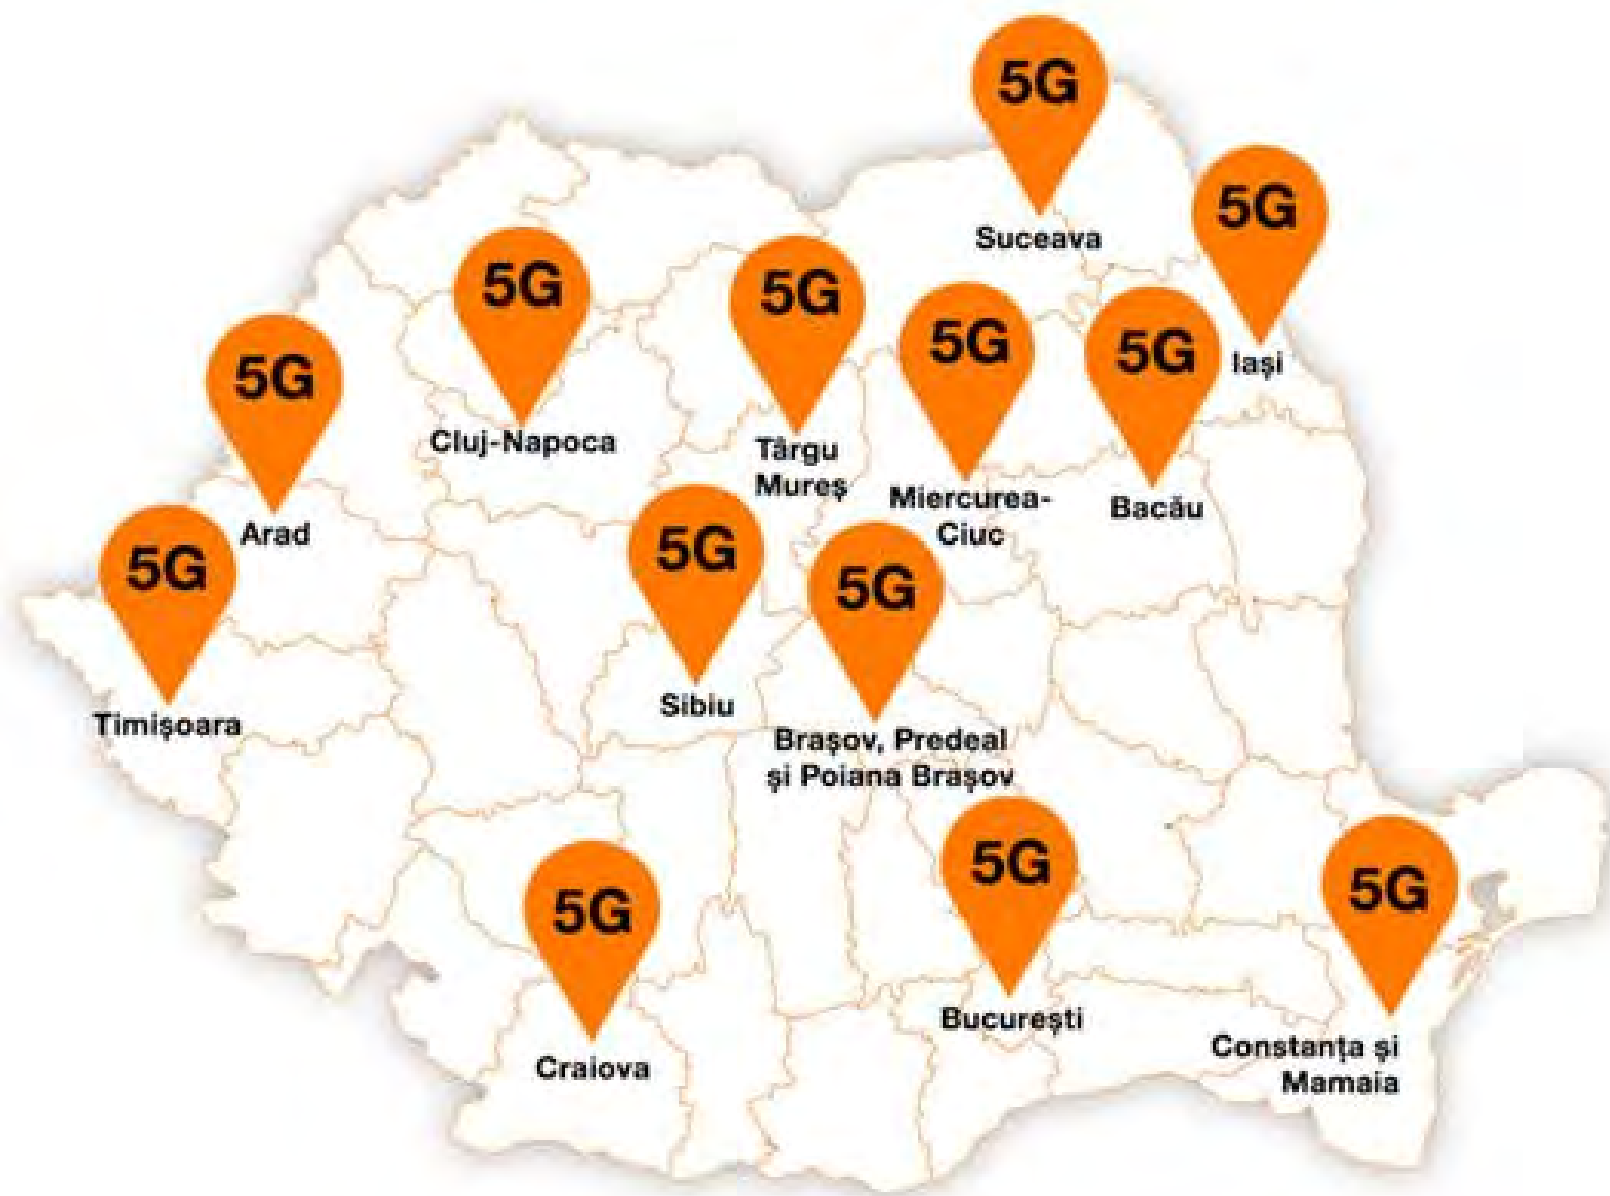 5G
Suceava
5G
Iași
5G
Cluj-Napoca
5G
Târgu
Mureș
5G
Miercurea-
Ciuc
5G
Bacău
5G
Arad
5G
Timișoara
5G
Sibiu
5G
Brașov, Predeal
și Poiana Brașov
5G
București
5G
Constanța și
Mamaia
5G
Craiova